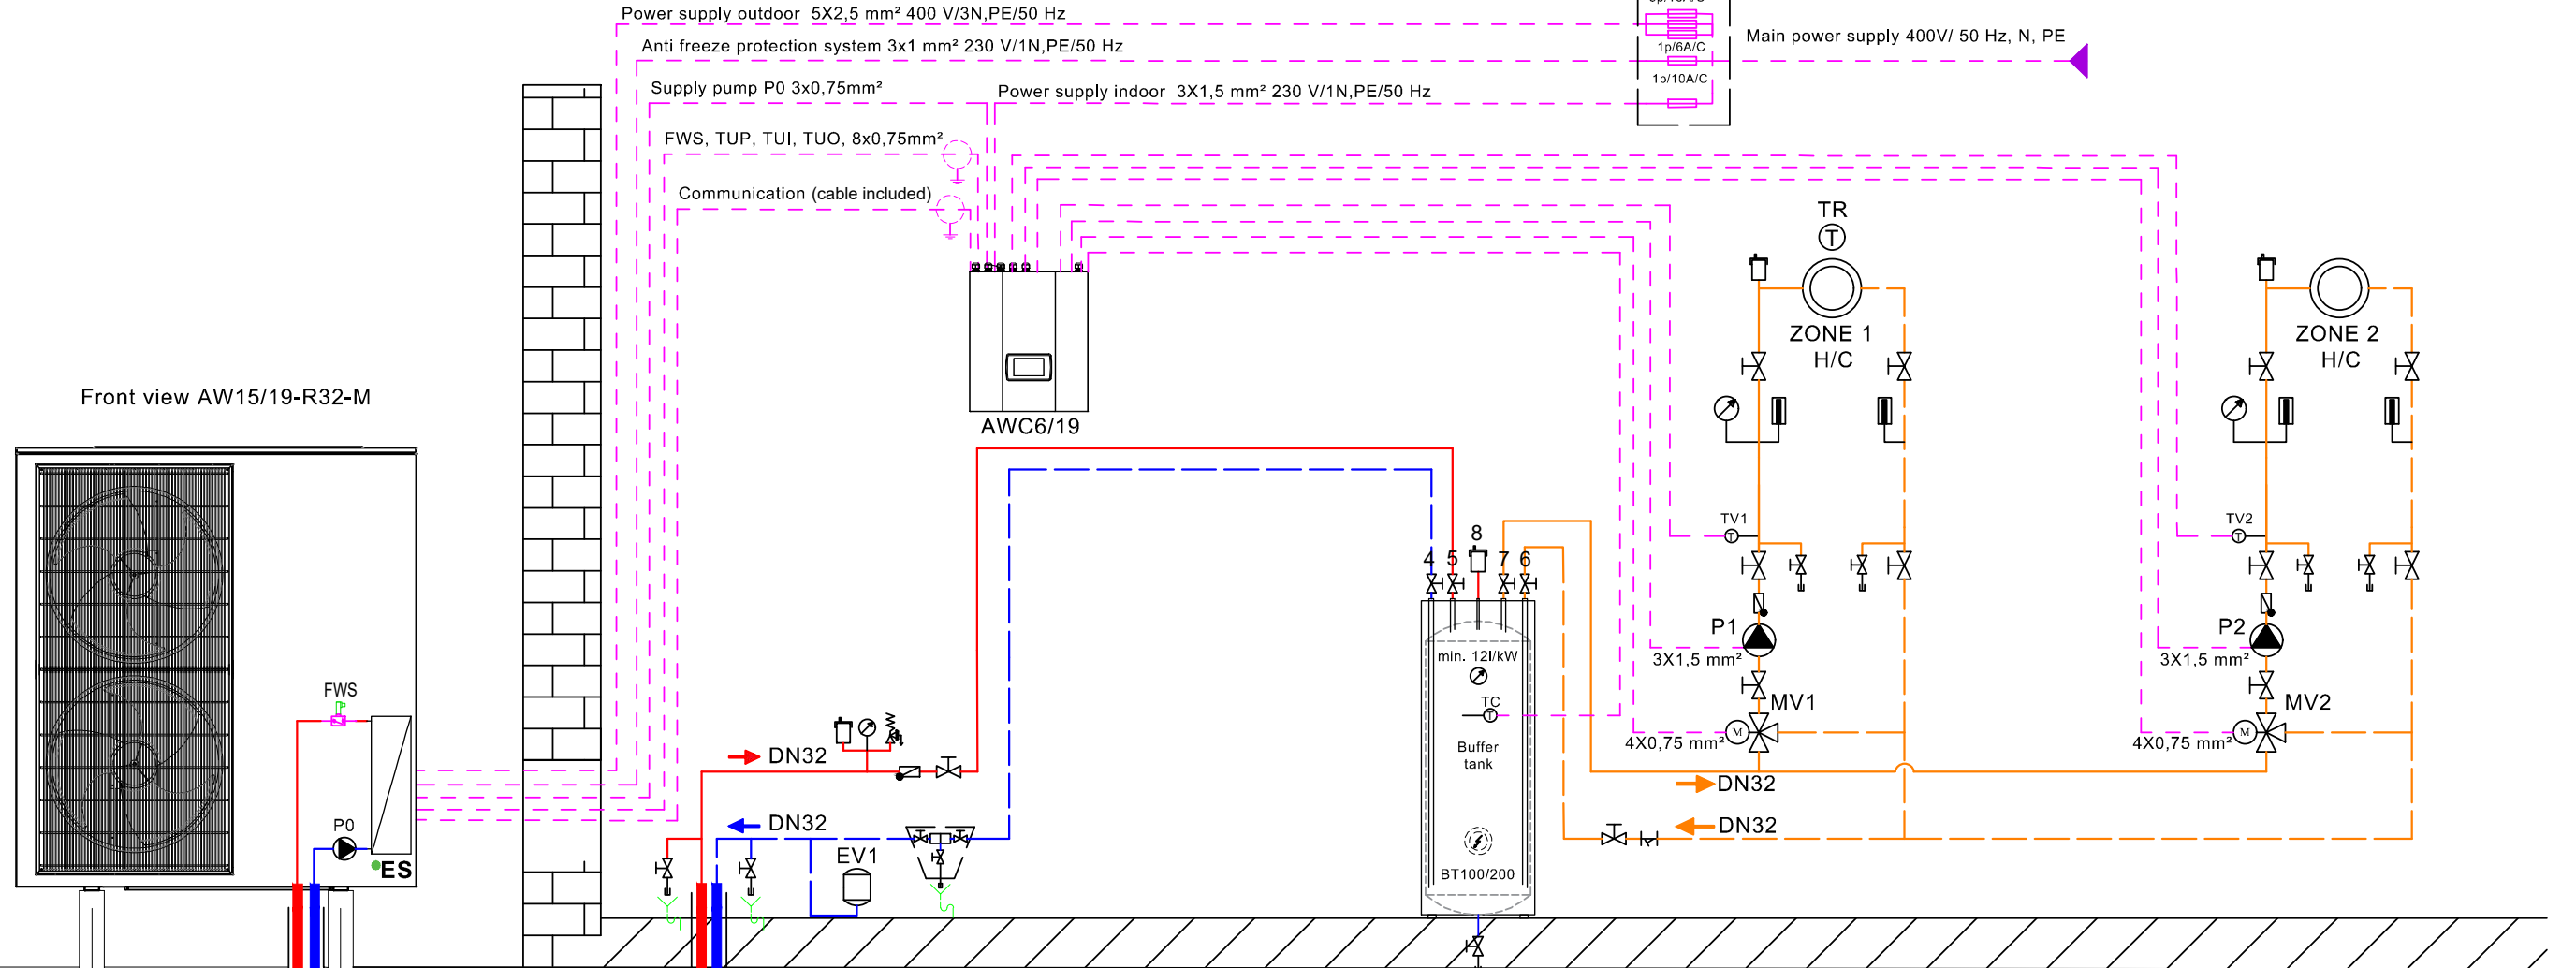 Power supply outdoor 5X2,5 mm² 400 V/3N,PE/50 Hz
Anti freeze protection system 3x1 mm² 230 V/1N,PE/50 Hz
1p/6A/C
Main power supply 400V/ 50 Hz, N, PE
1p/10A/C
Supply pump P0 3x0,75mm²
Power supply indoor 3X1,5 mm² 230 V/1N,PE/50 Hz
FWS, TUP, TUI, TUO, 8x0,75mm²
Communication (cable included)
TR
T
ZONE 1
H/C
ZONE 2
H/C
Front view AW15/19-R32-M
AWC6/19
TV1
T
TV2
T
4
5
8
7
6
P1
3X1,5 mm²
P2
3X1,5 mm²
min. 12l/kW
TC
T
FWS
MV1
M
4X0,75 mm²
MV2
M
4X0,75 mm²
Buffer
tank
DN32
DN32
DN32
DN32
P0
ES
EV1
BT100/200